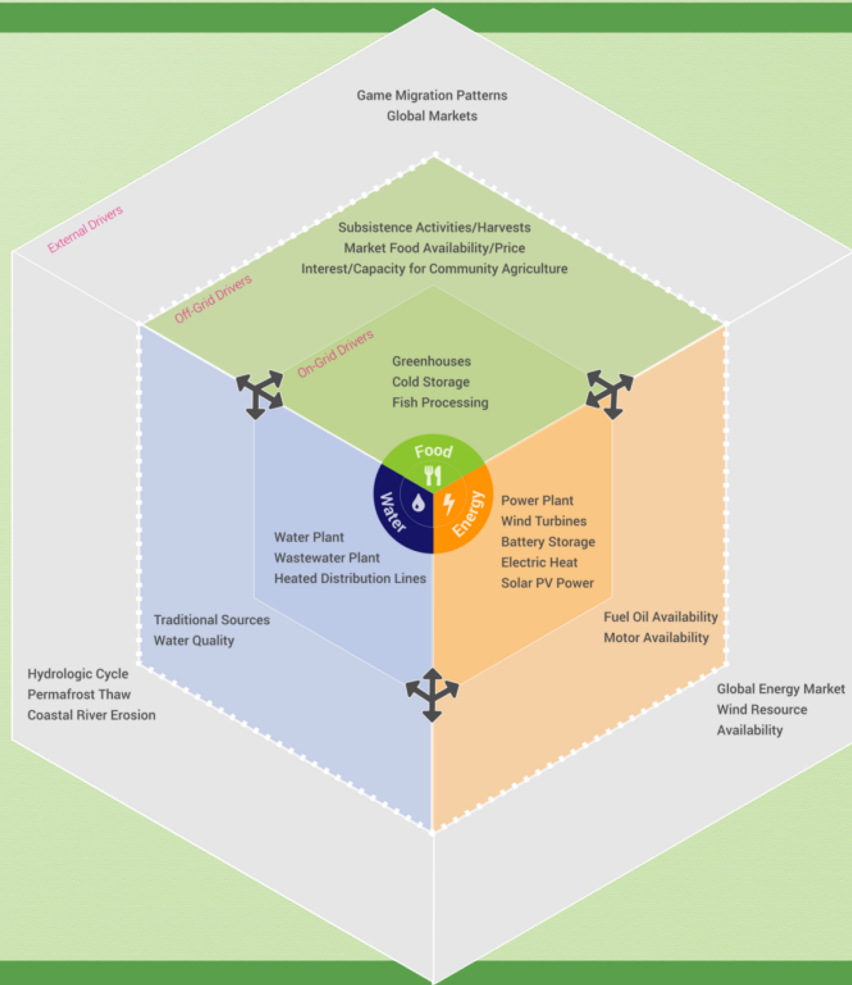 Game Migration Patterns
Global Markets
External Drivers
Subsistence Activities/Harvests
Market Food Availability/Price
Interest/Capacity for Community Agriculture
Off-Grid Drivers
On-Grid Drivers
Greenhouses
Cold Storage
Fish Processing
Food
Water
Energy
Power Plant
Wind Turbines
Battery Storage
Electric Heat
Solar PV Power
Water Plant
Wastewater Plant
Heated Distribution Lines
Traditional Sources
Water Quality
Fuel Oil Availability
Motor Availability
Hydrologic Cycle
Permafrost Thaw
Coastal River Erosion
Global Energy Market
Wind Resource
Availability